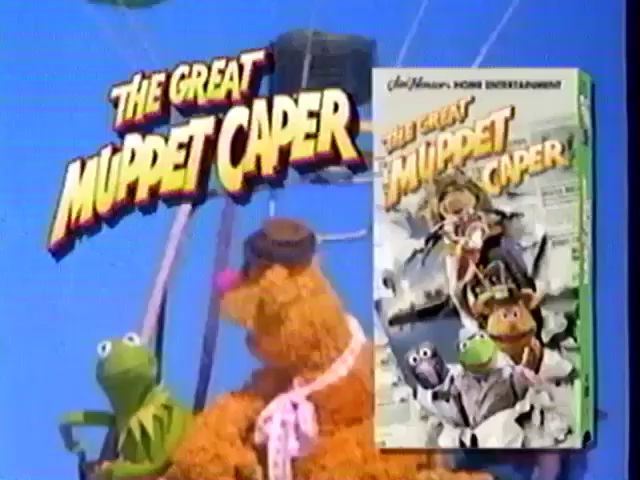 THE GREAT
MUPPET CAPER
Jim Henson HOME ENTERTAINMENT
THE GREAT
MUPPET
CAPER